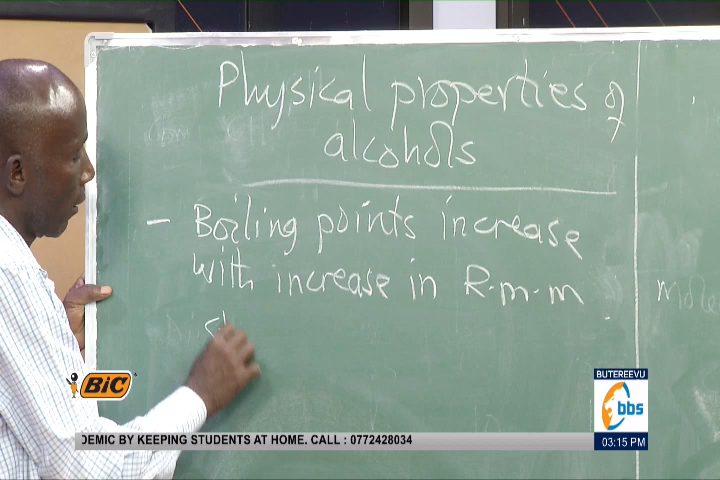 Physical properties of
alcohols
- Boiling points increase
with increase in R.m.m
mole
BiC
BUTEREEVU
bbs
03:15 PM
DEMIC BY KEEPING STUDENTS AT HOME. CALL : 0772428034